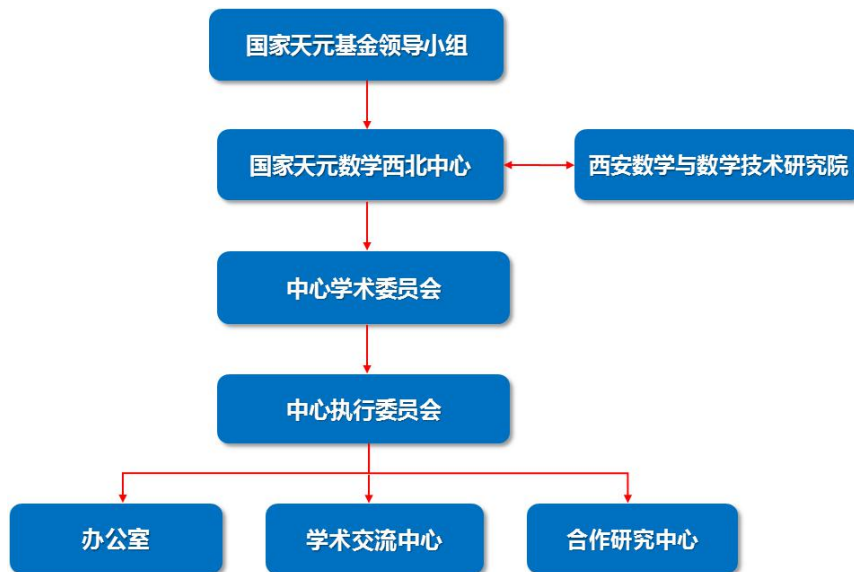 国家天元基金领导小组
国家天元数学西北中心
西安数学与数学技术研究院
中心学术委员会
中心执行委员会
办公室
学术交流中心
合作研究中心